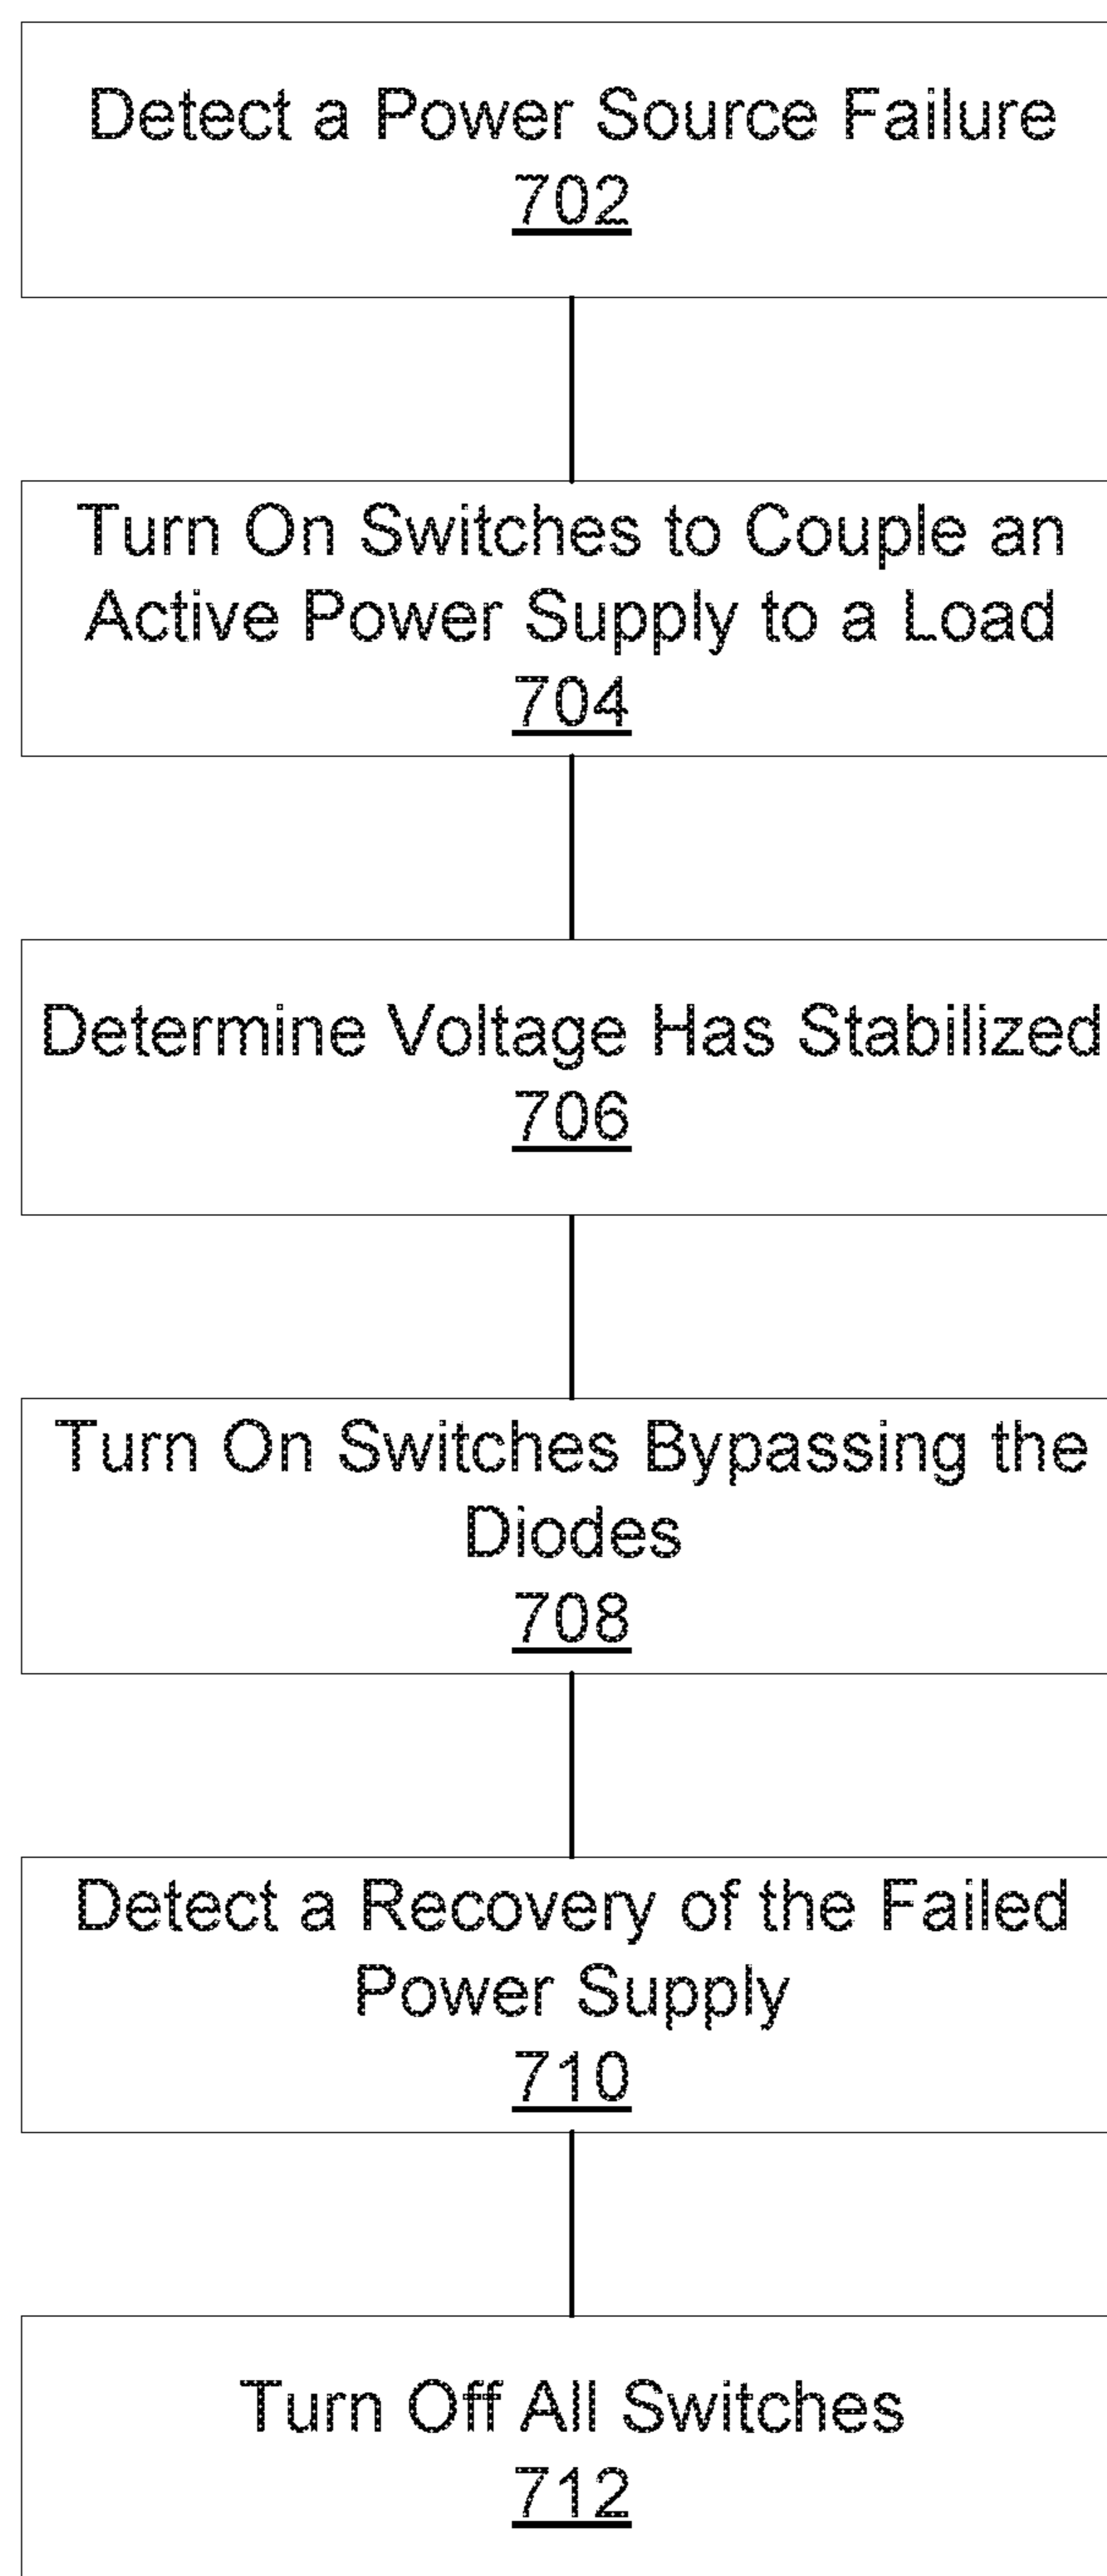 Detect a Power Source Failure
702
Turn On Switches to Couple an
Active Power Supply to a Load
704
Determine Voltage Has Stabilized
706
Turn On Switches Bypassing the
Diodes
708
Detect a Recovery of the Failed
Power Supply
710
Turn Off All Switches
712